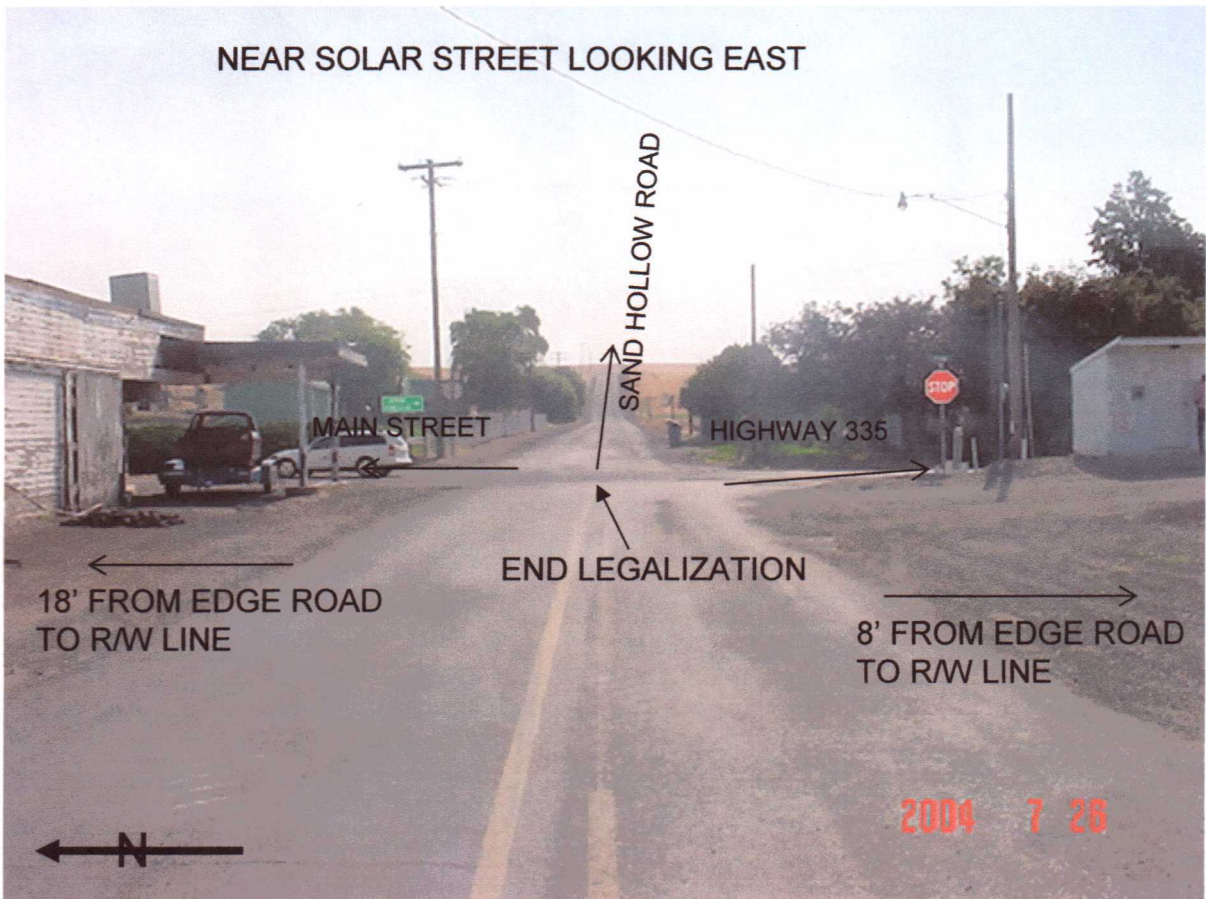 NEAR SOLAR STREET LOOKING EAST
SAND HOLLOW ROAD
STOP
MAIN STREET
HIGHWAY 335
END LEGALIZATION
18' FROM EDGE ROAD
TO R/W LINE
8' FROM EDGE ROAD
TO R/W LINE
2004 7 26
N